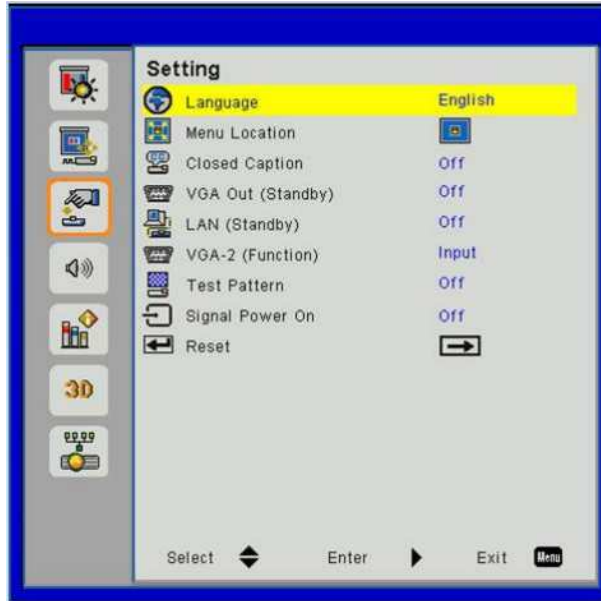 Setting
Language English
Menu Location
Closed Caption Off
VGA Out (Standby) Off
LAN (Standby) Off
VGA-2 (Function) Input
Test Pattern Off
Signal Power On Off
Reset
3D
Select Enter Exit Menu